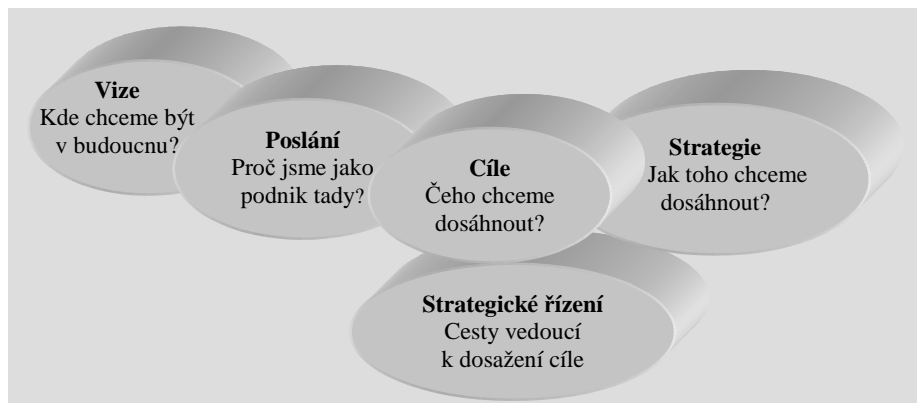 Vize
Kde chceme být
v budoucnu?
Poslání
Proč jsme jako
podnik tady?
Cíle
Čeho chceme
dosáhnout?
Strategie
Jak toho chceme
dosáhnout?
Strategické řízení
Cesty vedoucí
k dosažení cíle